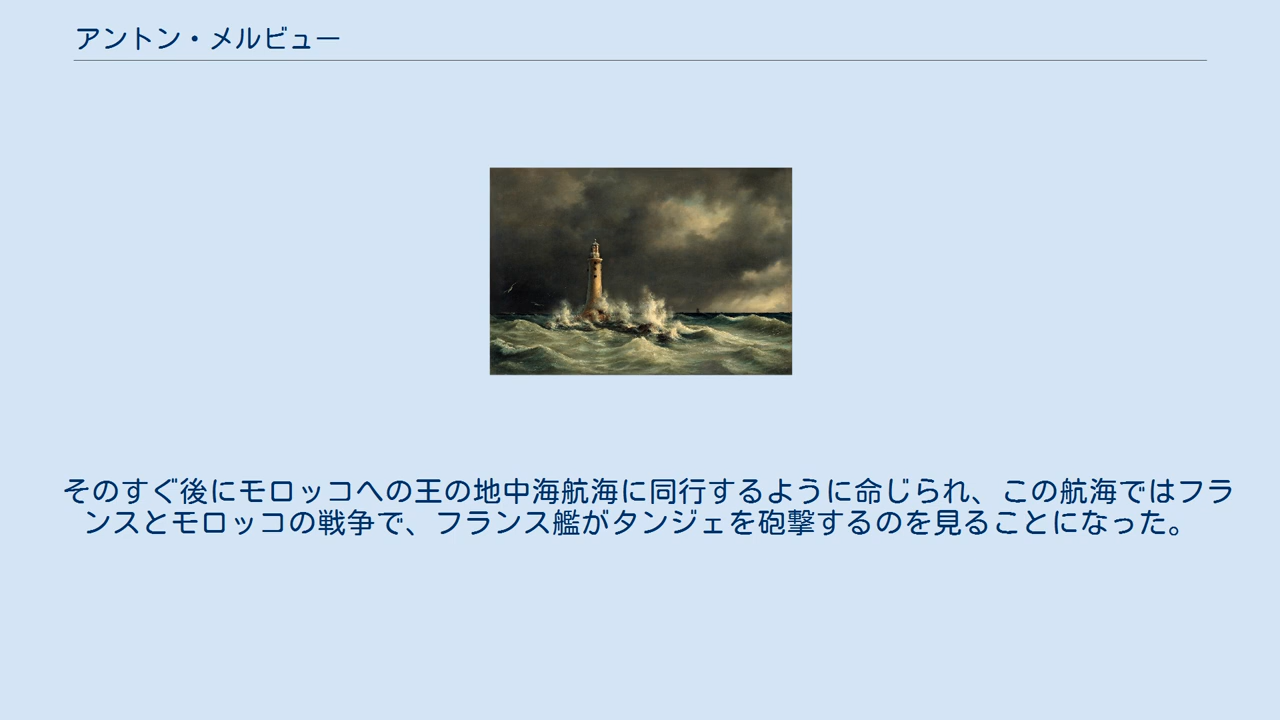 アントン・メルビュー
そのすぐ後にモロッコへの王の地中海航海に同行するように命じられ、この航海ではフラ
ンスとモロッコの戦争で、フランス艦がタンジェを砲撃するのを見ることになった。